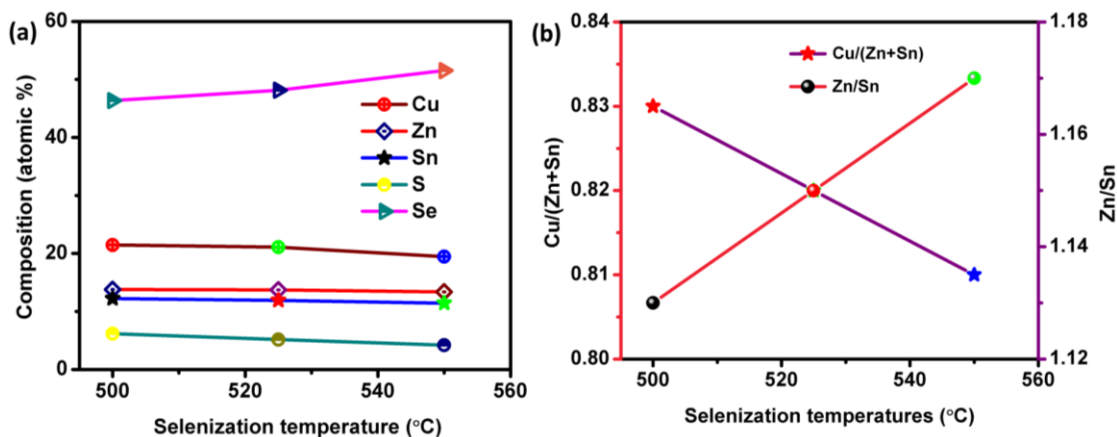 (a)
60
40
20
0
Composition (atomic %)
Cu
Zn
Sn
S
Se
500
520
540
560
Selenization temperature (°C)
(b)
0.84
0.83
0.82
0.81
0.80
Cu/(Zn+Sn)
Cu/(Zn+Sn)
Zn/Sn
1.18
1.16
1.14
1.12
Zn/Sn
500
520
540
560
Selenization temperatures (°C)